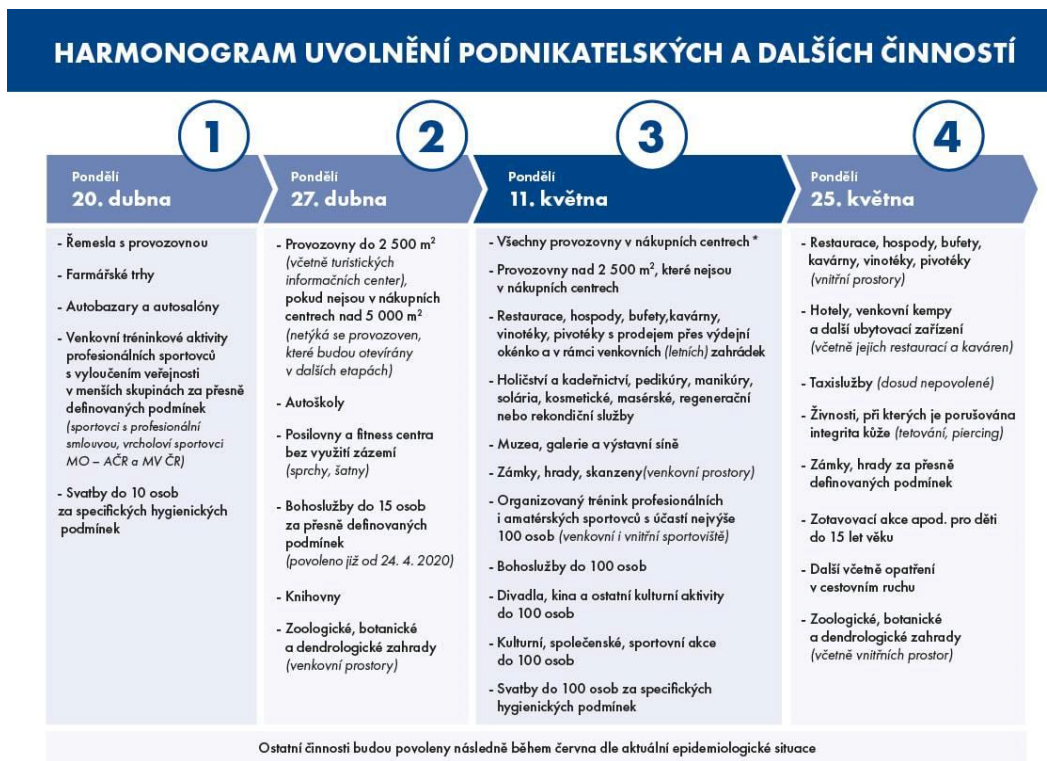 HARMONOGRAM UVOLNĚNÍ PODNIKATELSKÝCH A DALŠÍCH ČINNOSTÍ
1
Pondělí
20. dubna
- Řemesla s provozovnou
- Farmářské trhy
- Autobazary a autosalóny
- Venkovní tréninkové aktivity
profesionálních sportovců
s vyloučením veřejnosti
v menších skupinách za přesně
definovaných podmínek
(sportovci s profesionální
smlouvou, vrcholoví sportovci
MO – AČR a MV ČR)
- Svatby do 10 osob
za specifických hygienických
podmínek
2
Pondělí
27. dubna
- Provozovny do 2 500 m²
(včetně turistických
informačních center),
pokud nejsou v nákupních
centrech nad 5 000 m²
(netýká se provozoven,
které budou otevírány
v dalších etapách)
- Autoškoly
- Posilovny a fitness centra
bez využití zázemí
(sprchy, šatny)
- Bohoslužby do 15 osob
za přesně definovaných
podmínek
(povoleno již od 24. 4. 2020)
- Knihovny
- Zoologické, botanické
a dendrologické zahrady
(venkovní prostory)
3
Pondělí
11. května
- Všechny provozovny v nákupních centrech *
- Provozovny nad 2 500 m², které nejsou
v nákupních centrech
- Restaurace, hospody, bufety,kavárny,
vinotéky, pivotéky s prodejem přes výdejní
okénko a v rámci venkovních (letních) zahrádek
- Holičství a kadeřnictví, pedikúry, manikúry,
solária, kosmetické, masérské, regenerační
nebo rekondiční služby
- Muzea, galerie a výstavní síně
- Zámky, hrady, skanzeny(venkovní prostory)
- Organizovaný trénink profesionálních
i amatérských sportovců s účastí nejvýše
100 osob (venkovní i vnitřní sportoviště)
- Bohoslužby do 100 osob
- Divadla, kina a ostatní kulturní aktivity
do 100 osob
- Kulturní, společenské, sportovní akce
do 100 osob
- Svatby do 100 osob za specifických
hygienických podmínek
4
Pondělí
25. května
- Restaurace, hospody, bufety,
kavárny, vinotéky, pivotéky
(vnitřní prostory)
- Hotely, venkovní kempy
a další ubytovací zařízení
(včetně jejich restaurací a kaváren)
- Taxislužby (dosud nepovolené)
- Živnosti, při kterých je porušována
integrita kůže (tetování, piercing)
- Zámky, hrady za přesně
definovaných podmínek
- Zotavovací akce apod. pro děti
do 15 let věku
- Další včetně opatření
v cestovním ruchu
- Zoologické, botanické
a dendrologické zahrady
(včetně vnitřních prostor)
Ostatní činnosti budou povoleny následně během června dle aktuální epidemiologické situace